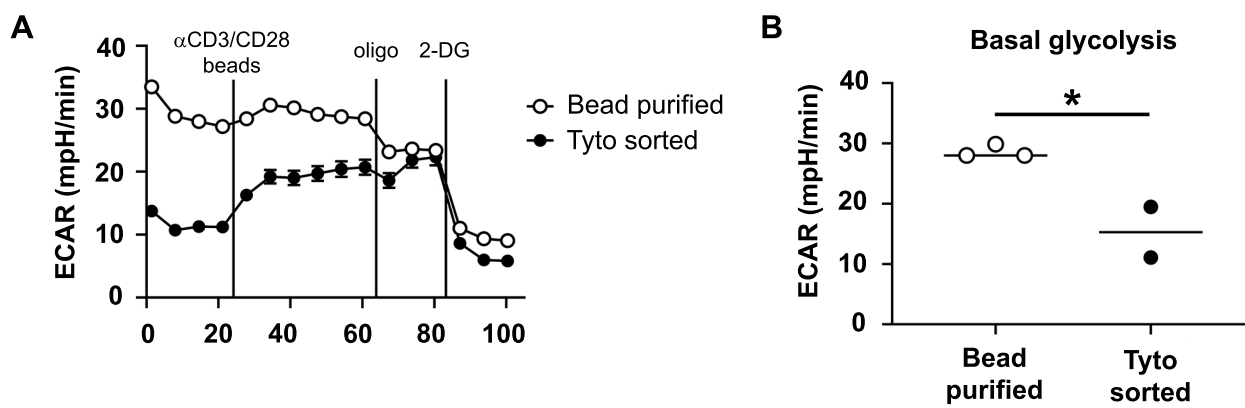 A
αCD3/CD28
beads
oligo
2-DG
ECAR (mpH/min)
40
30
20
10
0
0
20
40
60
80
100
Bead purified
Tyto sorted
B
Basal glycolysis
*
ECAR (mpH/min)
40
30
20
10
0
Bead
purified
Tyto
sorted